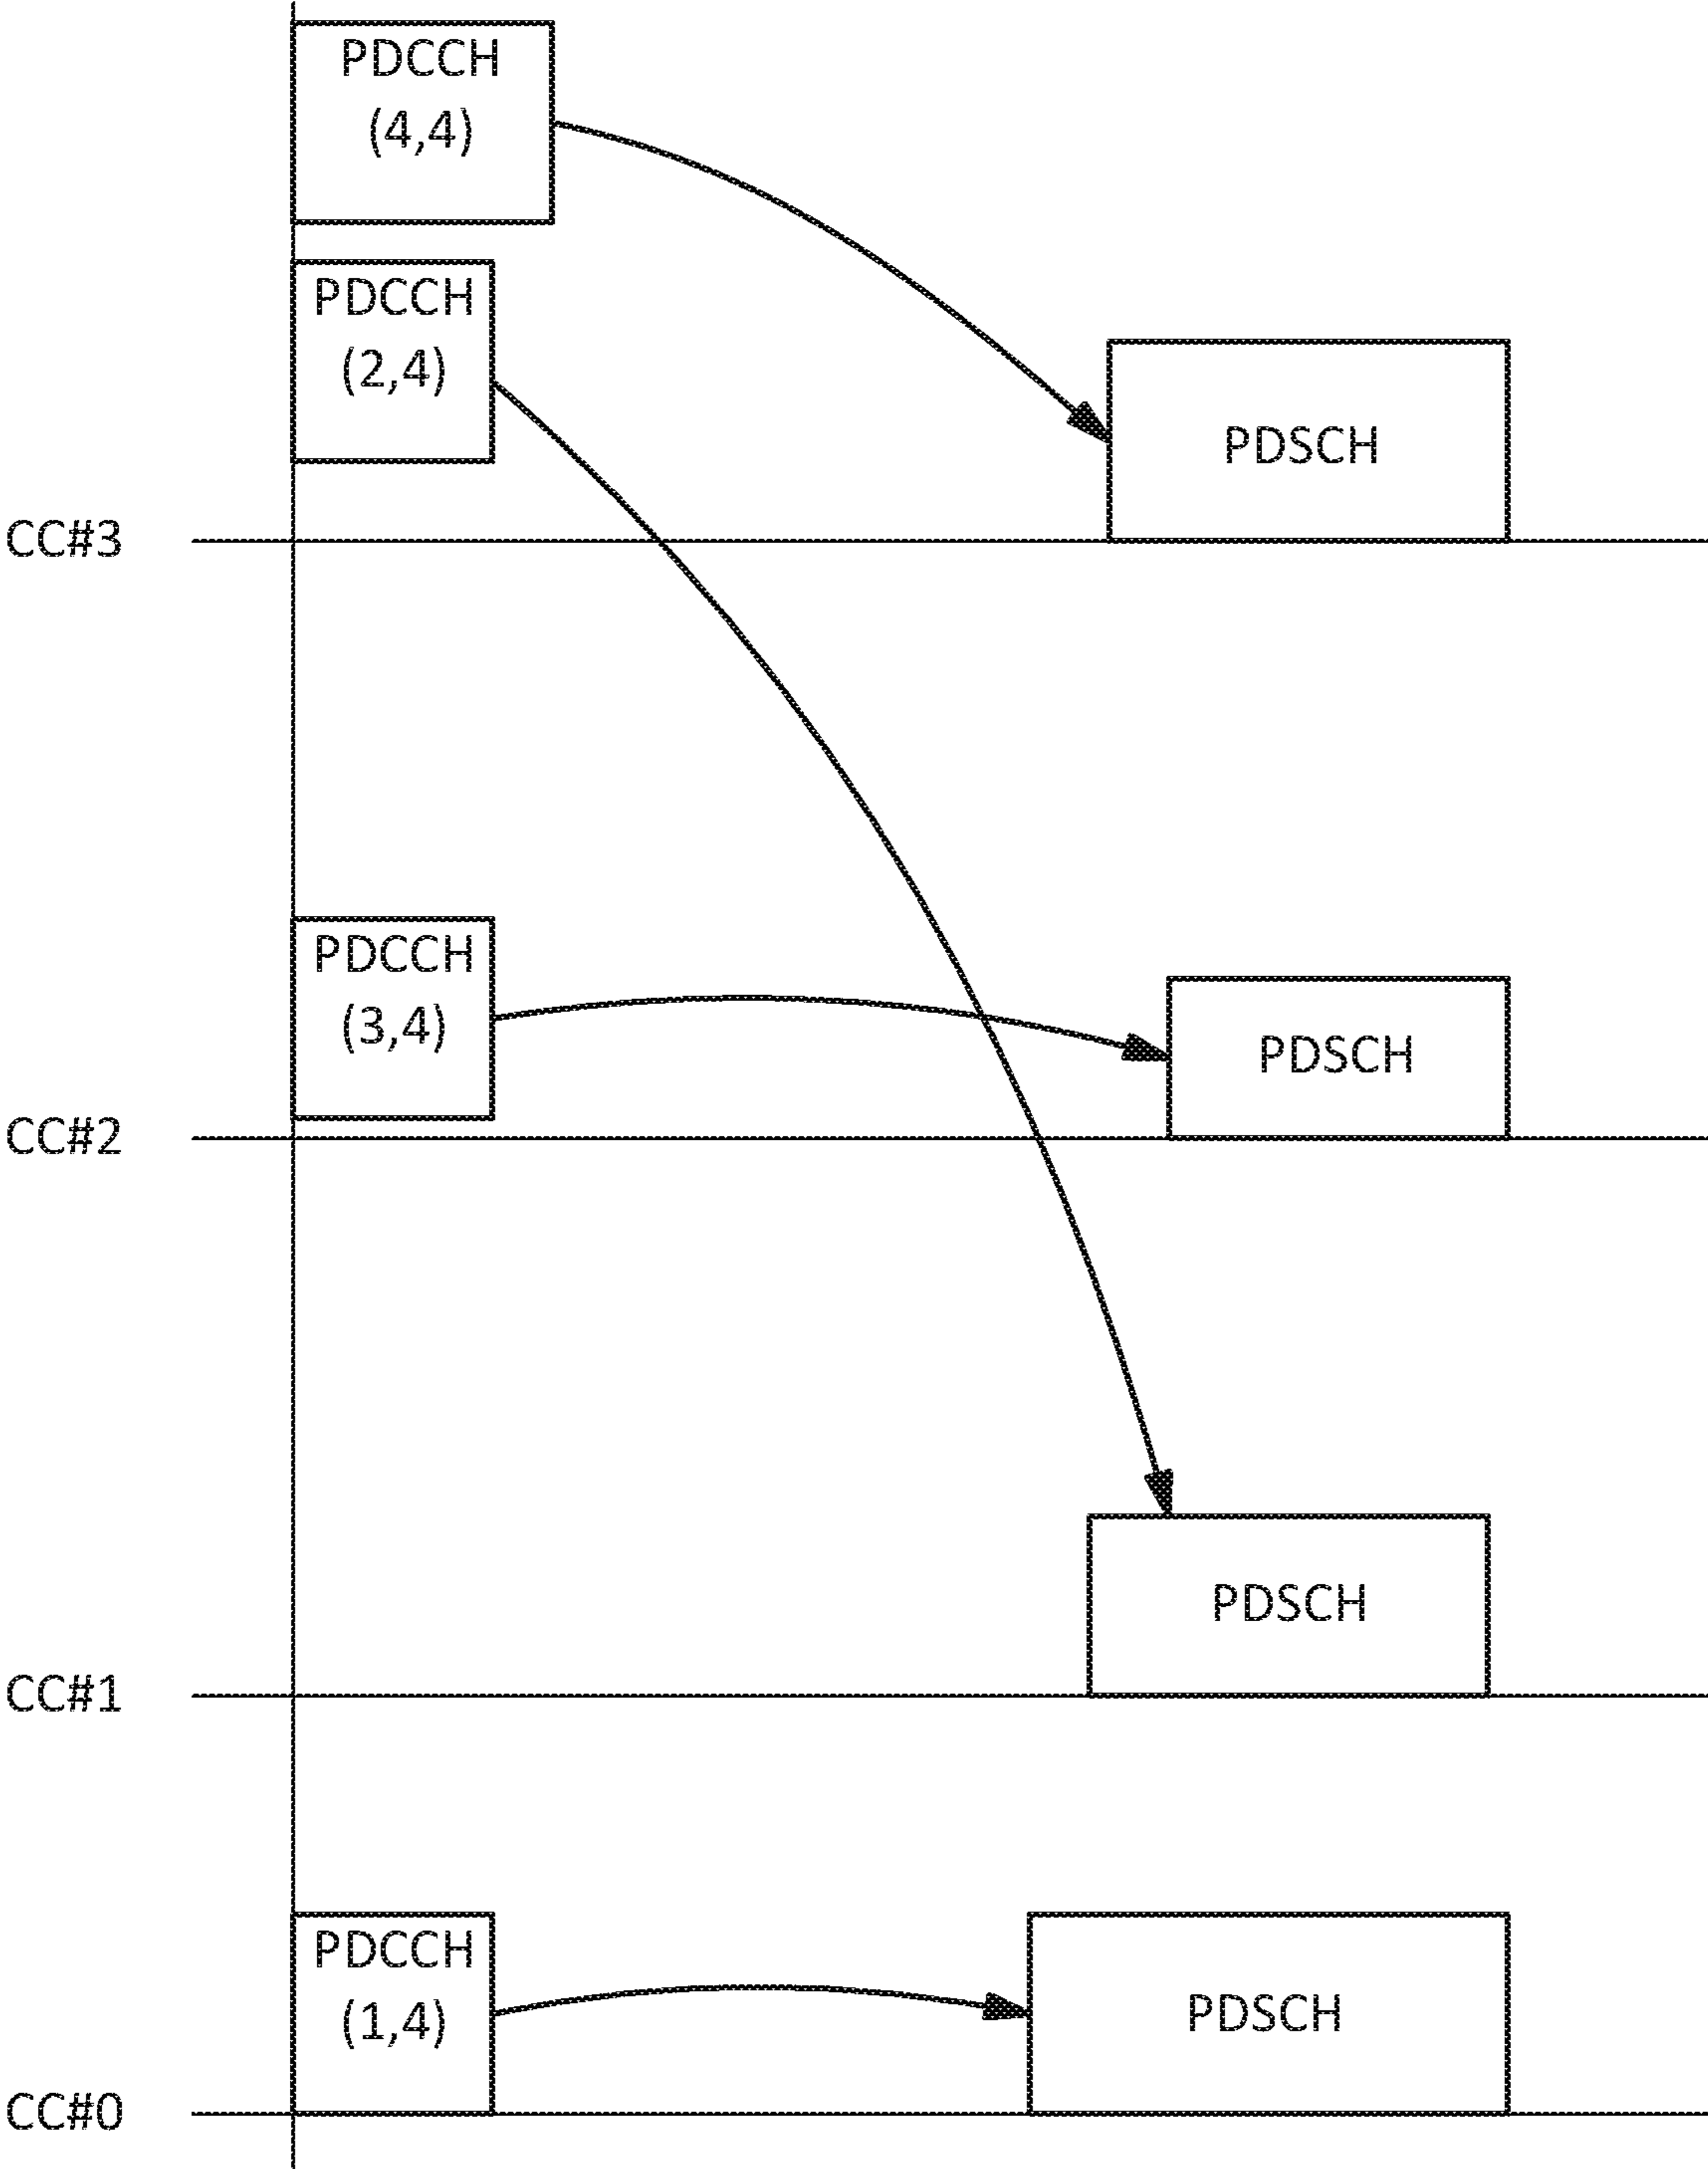 PDCCH
(4,4)
PDCCH
(2,4)
PDSCH
CC#3
PDCCH
(3,4)
PDSCH
CC#2
PDSCH
CC#1
PDCCH
(1,4)
PDSCH
CC#0